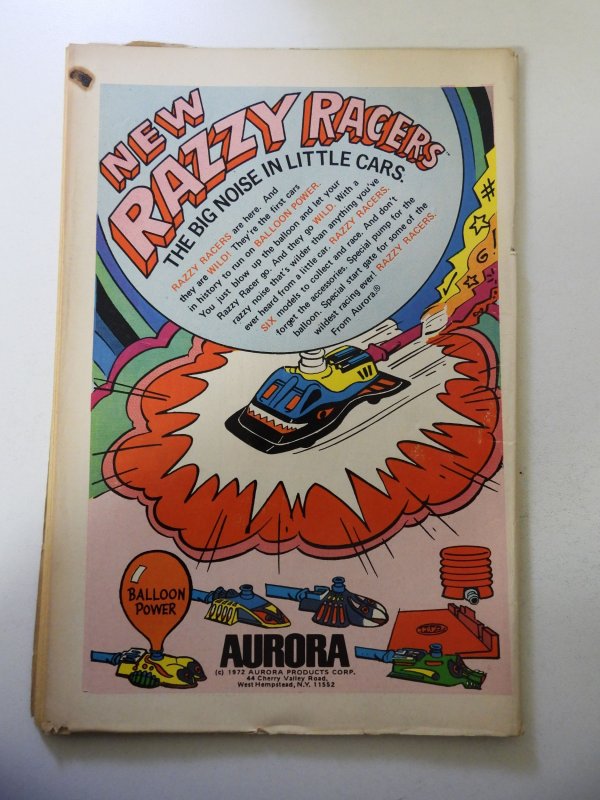 NEW
RAZZY RACERS
THE BIG NOISE IN LITTLE CARS.
RAZZY RACERS are here. And
they are WILD! They're the first cars
in history to run on BALLOON POWER.
You just blow up the balloon and let your
Razzy Racer go. And they go WILD. With a
razzy noise that's wilder than anything you've
ever heard from a little car. RAZZY RACERS.
SIX models to collect and race. And don't
forget the accessories. Special pump for the
balloon. Special start gate for some of the
wildest racing ever! RAZZY RACERS.
From Aurora.®
BALLOON
POWER
AURORA
(c) 1972 AURORA PRODUCTS CORP.
44 Cherry Valley Road,
West Hempstead, N.Y. 11552